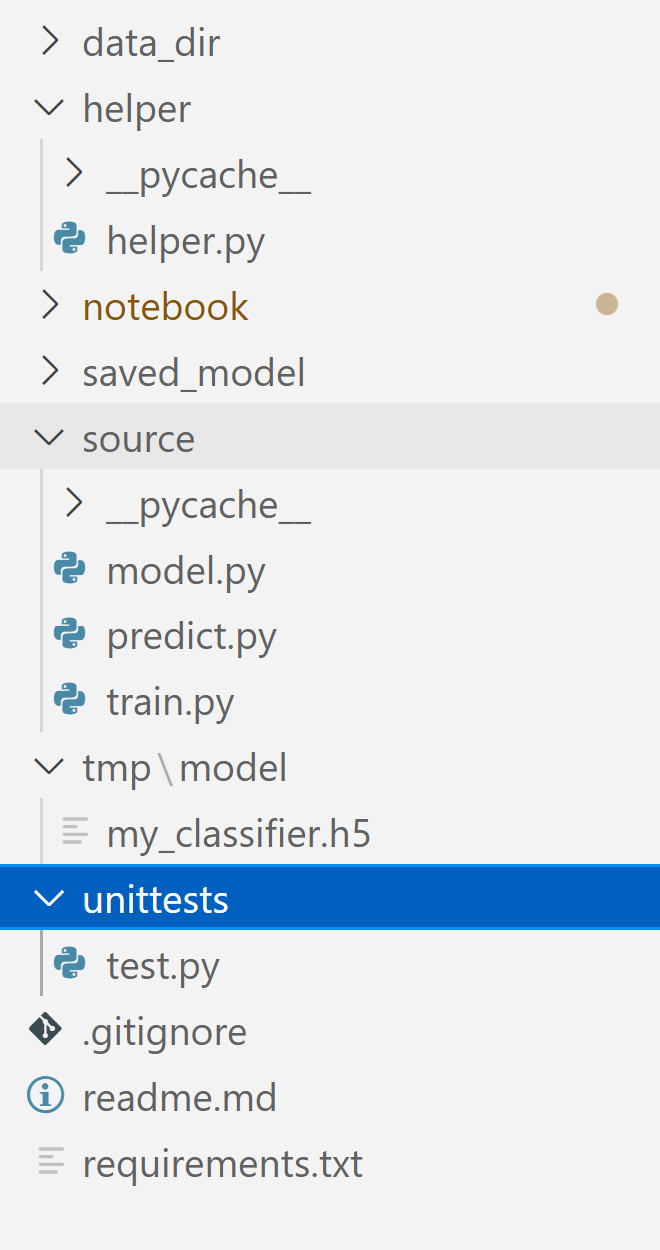 data_dir
helper
__pycache__
helper.py
notebook
saved_model
source
__pycache__
model.py
predict.py
train.py
tmp\model
my_classifier.h5
unittests
test.py
.gitignore
readme.md
requirements.txt